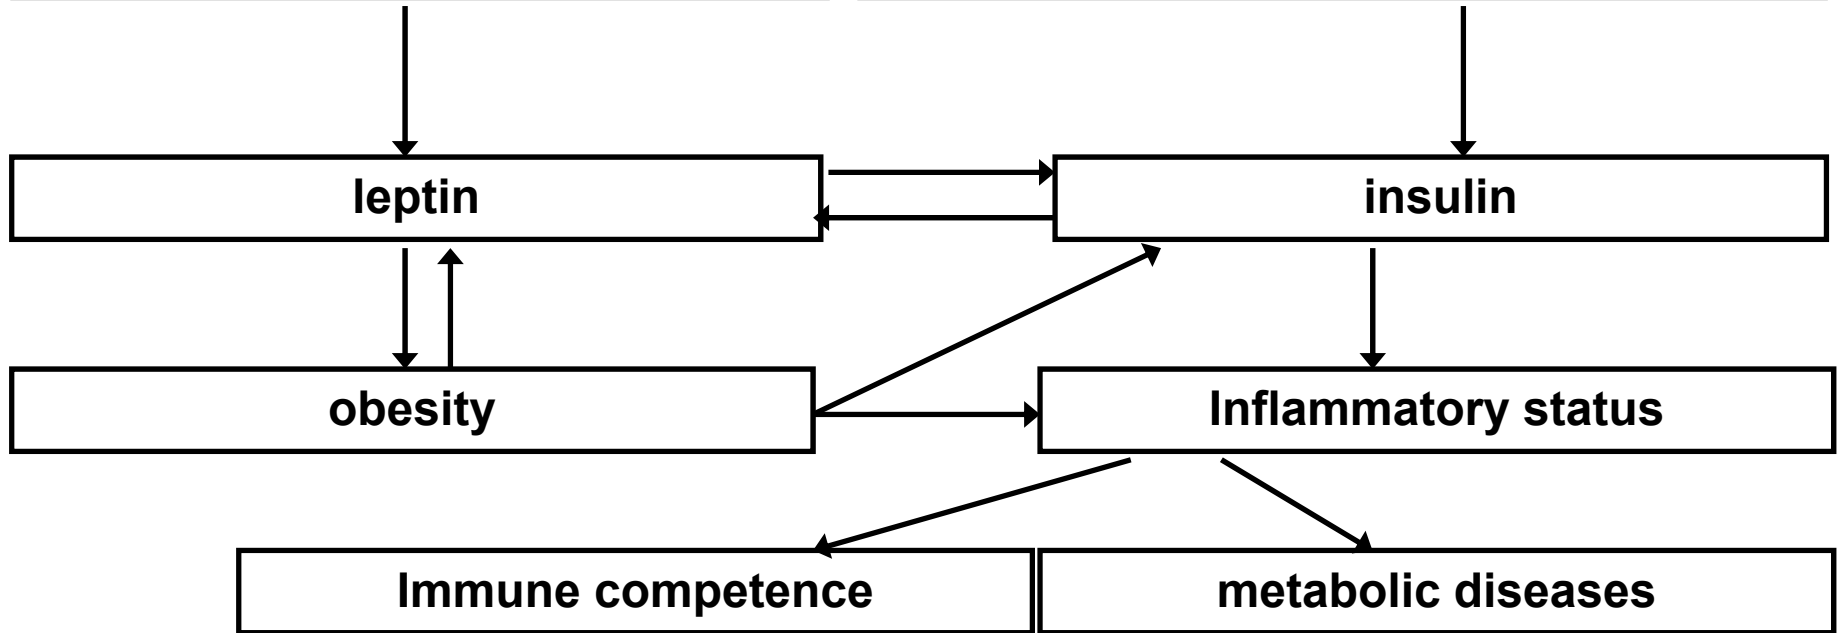 leptin
insulin
obesity
Inflammatory status
Immune competence
metabolic diseases